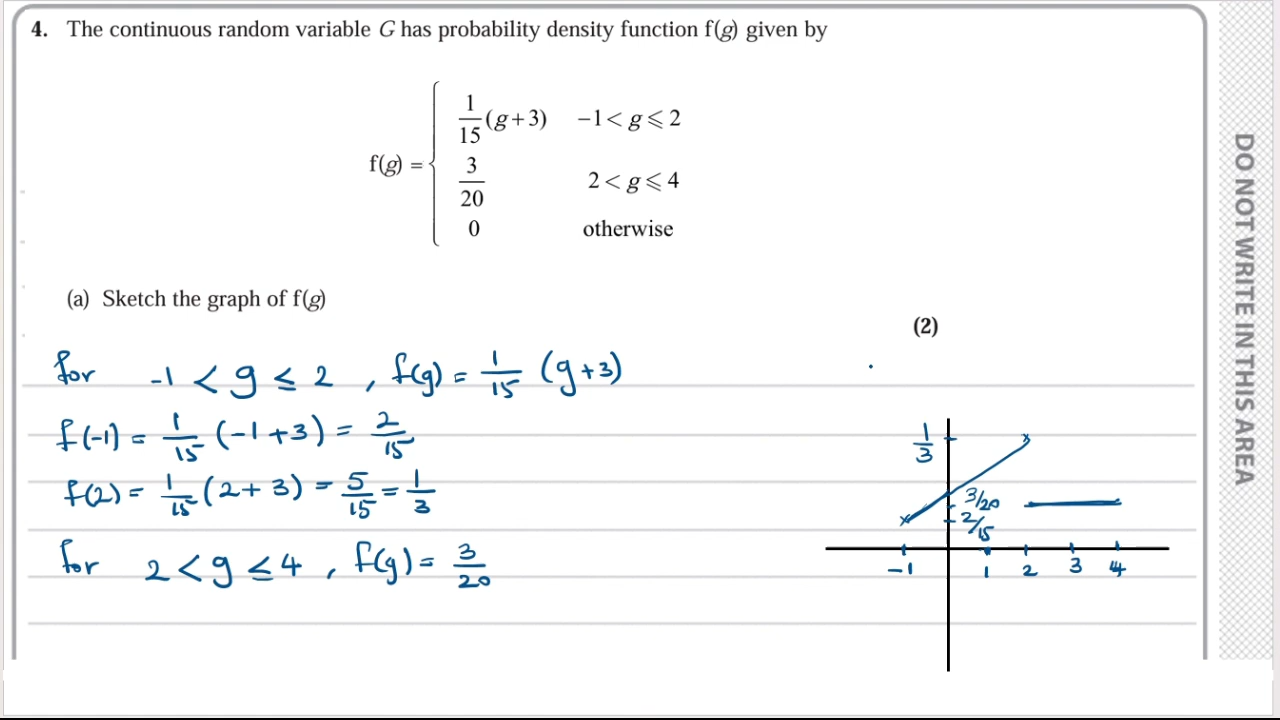 4. The continuous random variable G has probability density function f(g) given by
f(g) = { 1/15 (g+3)   −1 < g ⩽ 2
3/20   2 < g ⩽ 4
0   otherwise
(a) Sketch the graph of f(g)
(2)
for -1 < g ≤ 2 , f(g) = 1/15 (g+3)
f(-1) = 1/15 (-1+3) = 2/15
f(2) = 1/15 (2+3) = 5/15 = 1/3
for 2 < g ≤ 4 , f(g) = 3/20
1/3
3/20
2/15
-1 1 2 3 4
DO NOT WRITE IN THIS AREA